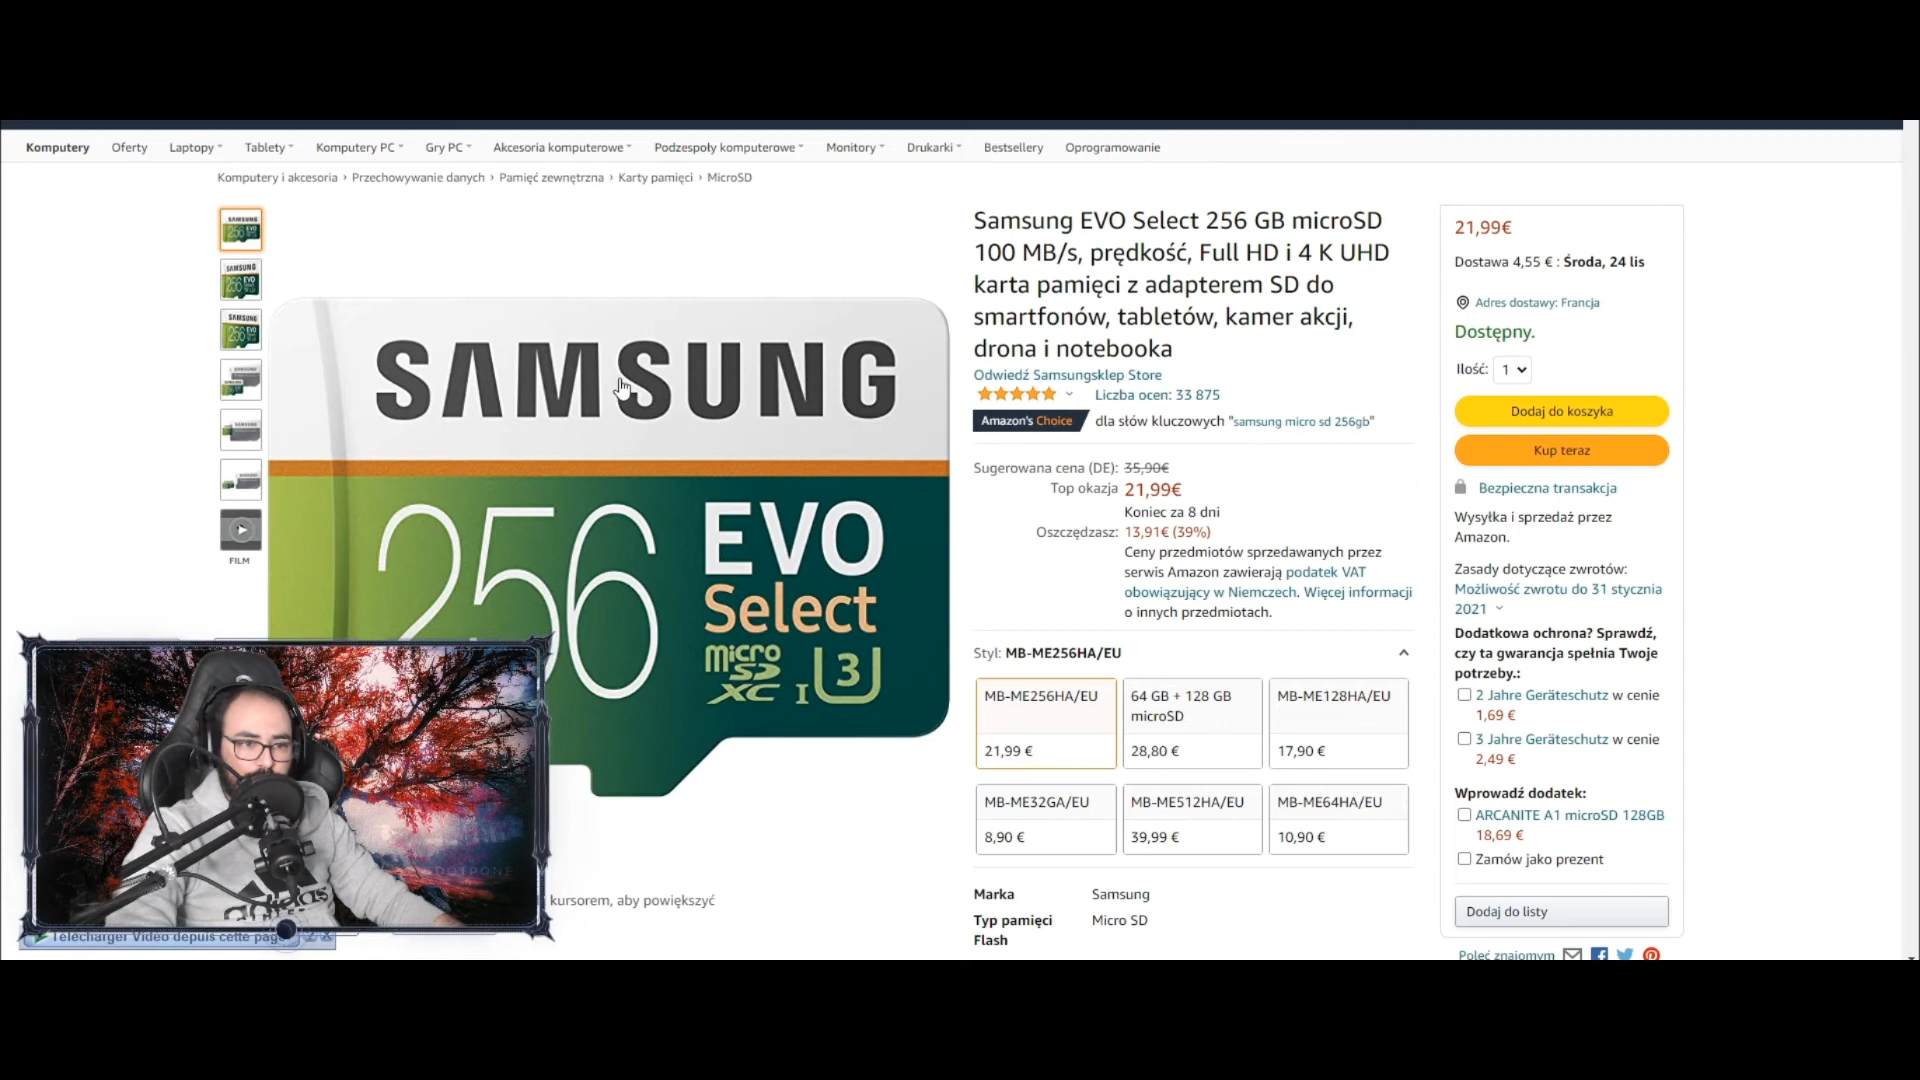 Komputery Oferty Laptopy Tablety Komputery PC Gry PC Akcesoria komputerowe Podzespoły komputerowe Monitory Drukarki Bestsellery Oprogramowanie
Komputery i akcesoria › Przechowywanie danych › Pamięć zewnętrzna › Karty pamięci › MicroSD
SAMSUNG
256 EVO
Select
micro
SD
XC I U3
FILM
kursorem, aby powiększyć
adidas
Télécharger Vidéo depuis cette page
Samsung EVO Select 256 GB microSD
100 MB/s, prędkość, Full HD i 4 K UHD
karta pamięci z adapterem SD do
smartfonów, tabletów, kamer akcji,
drona i notebooka
Odwiedź Samsungsklep Store
Liczba ocen: 33 875
Amazon's Choice dla słów kluczowych "samsung micro sd 256gb"
Sugerowana cena (DE): 35,90€
Top okazja 21,99€
Koniec za 8 dni
Oszczędzasz: 13,91€ (39%)
Ceny przedmiotów sprzedawanych przez
serwis Amazon zawierają podatek VAT
obowiązujący w Niemczech. Więcej informacji
o innych przedmiotach.
Styl: MB-ME256HA/EU
MB-ME256HA/EU
21,99 €
64 GB + 128 GB
microSD
28,80 €
MB-ME128HA/EU
17,90 €
MB-ME32GA/EU
8,90 €
MB-ME512HA/EU
39,99 €
MB-ME64HA/EU
10,90 €
Marka Samsung
Typ pamięci Micro SD
Flash
21,99€
Dostawa 4,55 € : Środa, 24 lis
Adres dostawy: Francja
Dostępny.
Ilość: 1
Dodaj do koszyka
Kup teraz
Bezpieczna transakcja
Wysyłka i sprzedaż przez
Amazon.
Zasady dotyczące zwrotów:
Możliwość zwrotu do 31 stycznia
2021
Dodatkowa ochrona? Sprawdź,
czy ta gwarancja spełnia Twoje
potrzeby.:
2 Jahre Geräteschutz w cenie
1,69 €
3 Jahre Geräteschutz w cenie
2,49 €
Wprowadź dodatek:
ARCANITE A1 microSD 128GB
18,69 €
Zamów jako prezent
Dodaj do listy
Poleć znajomym